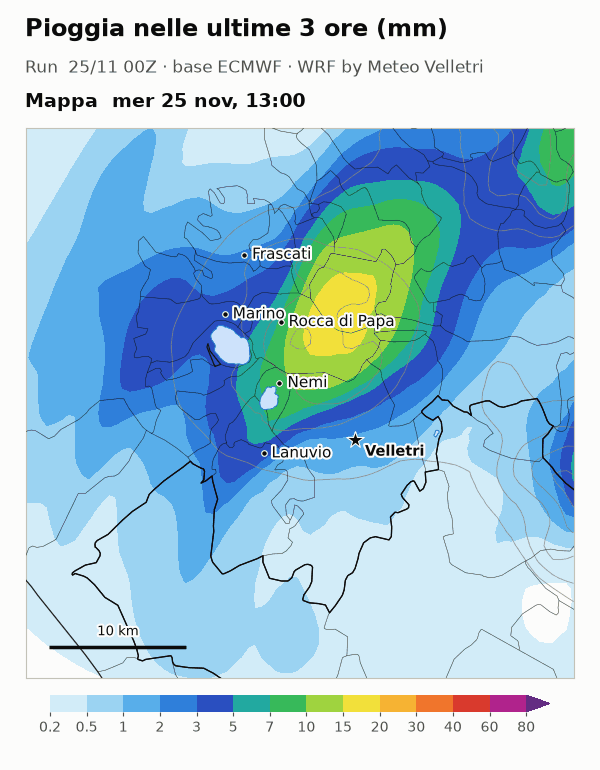 Pioggia nelle ultime 3 ore (mm)
Run  25/11 00Z · base ECMWF · WRF by Meteo Velletri
Mappa  mer 25 nov, 13:00
Frascati
Marino
Rocca di Papa
Nemi
Velletri
Lanuvio
10 km
0.2 0.5 1 2 3 5 7 10 15 20 30 40 60 80